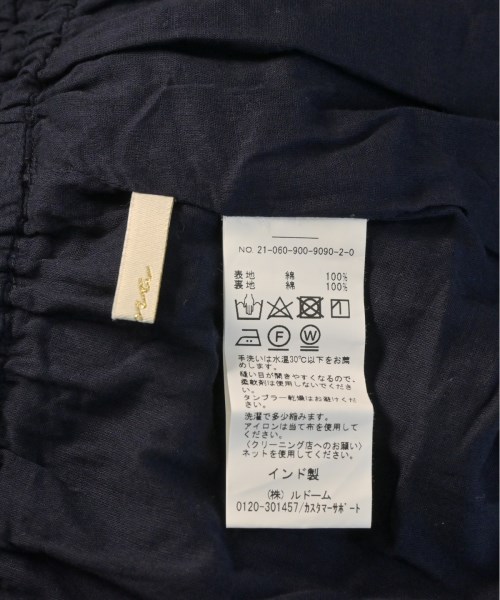 NO. 21-060-900-9090-2-0
表地 綿 100%
裏地 綿 100%
F W
手洗いは水温30℃以下をお薦
めします。
縫い目が開きやすくなるので、
柔軟剤は使用しないでくださ
い。
タンブラー乾燥はお避けくださ
い。
洗濯で多少縮みます。
アイロンは当て布を使用して
ください。
〈クリーニング店へのお願い〉
ネットを使用してください。
インド製
(株) ルドーム
0120-301457/カスタマーサポート